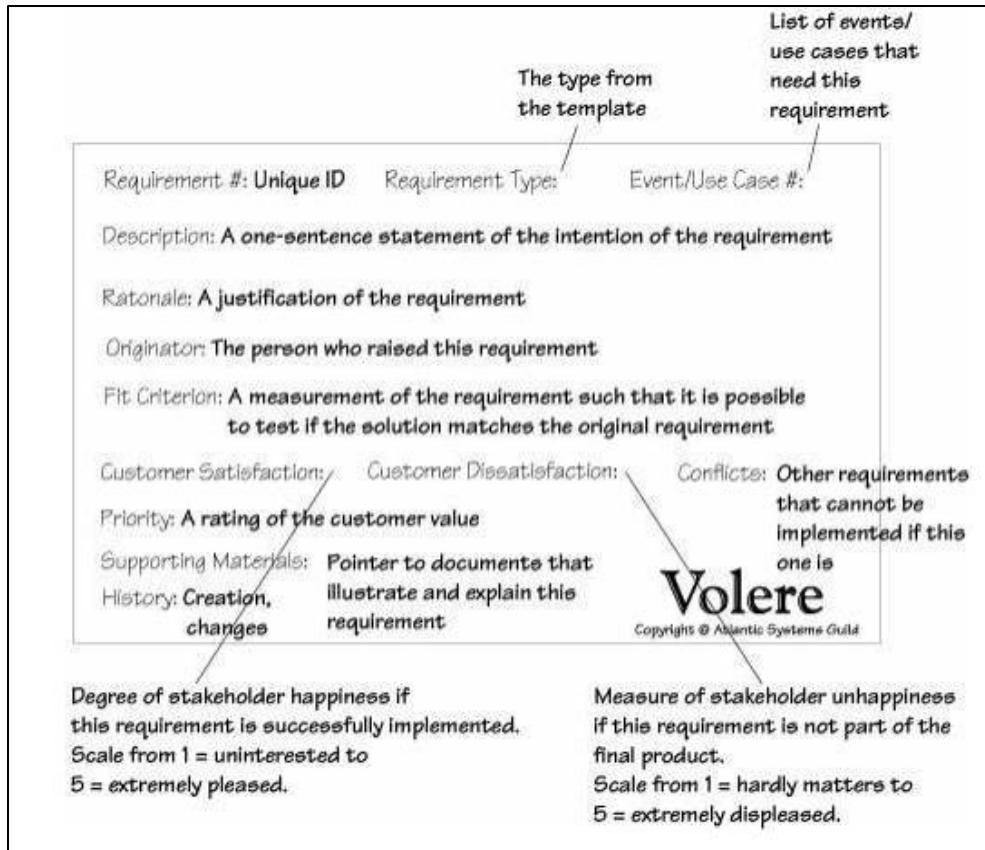 List of events/
use cases that
need this
requirement
The type from
the template
Requirement #: Unique ID Requirement Type: Event/Use Case #:
Description: A one-sentence statement of the intention of the requirement
Ratonale: A justification of the requirement
Originator: The person who raised this requirement
Fit Criterion: A measurement of the requirement such that it is possible
to test if the solution matches the original requirement
Customer Satisfaction: Customer Dissatisfaction: Conflicts: Other requirements
that cannot be
implemented if this
one is
Priority: A rating of the customer value
Supporting Materials: Pointer to documents that
illustrate and explain this
requirement
History: Creation,
changes
Volere
Copyright © Atlantic Systems Guild
Degree of stakeholder happiness if
this requirement is successfully implemented.
Scale from 1 = uninterested to
5 = extremely pleased.
Measure of stakeholder unhappiness
if this requirement is not part of the
final product.
Scale from 1 = hardly matters to
5 = extremely displeased.